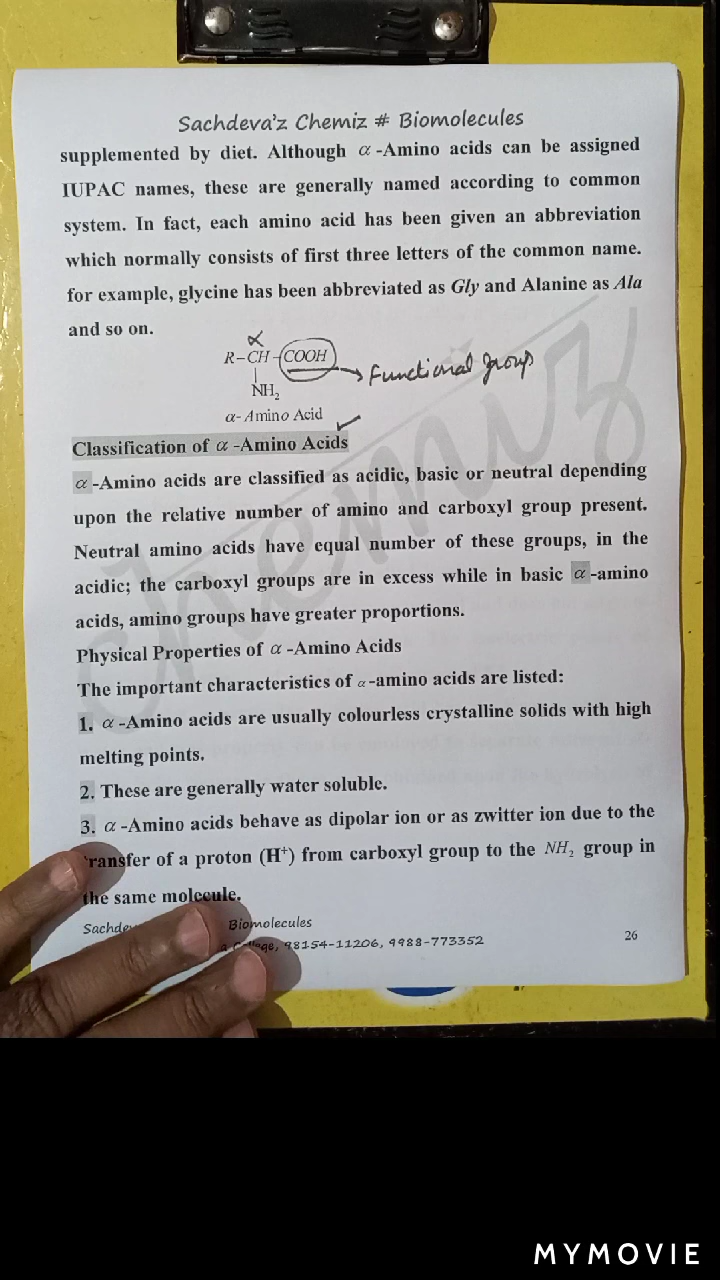 Sachdeva'z Chemiz # Biomolecules
supplemented by diet. Although α -Amino acids can be assigned
IUPAC names, these are generally named according to common
system. In fact, each amino acid has been given an abbreviation
which normally consists of first three letters of the common name.
for example, glycine has been abbreviated as Gly and Alanine as Ala
and so on.
α
R–CH–COOH → Functional group
|
NH₂
α- Amino Acid ✓
Classification of α -Amino Acids
α -Amino acids are classified as acidic, basic or neutral depending
upon the relative number of amino and carboxyl group present.
Neutral amino acids have equal number of these groups, in the
acidic; the carboxyl groups are in excess while in basic α -amino
acids, amino groups have greater proportions.
Physical Properties of α -Amino Acids
The important characteristics of α -amino acids are listed:
1. α -Amino acids are usually colourless crystalline solids with high
melting points.
2. These are generally water soluble.
3. α -Amino acids behave as dipolar ion or as zwitter ion due to the
transfer of a proton (H⁺) from carboxyl group to the NH₂ group in
the same molecule.
Biomolecules
98154-11206, 9988-773352
26
chemiz
MYMOVIE